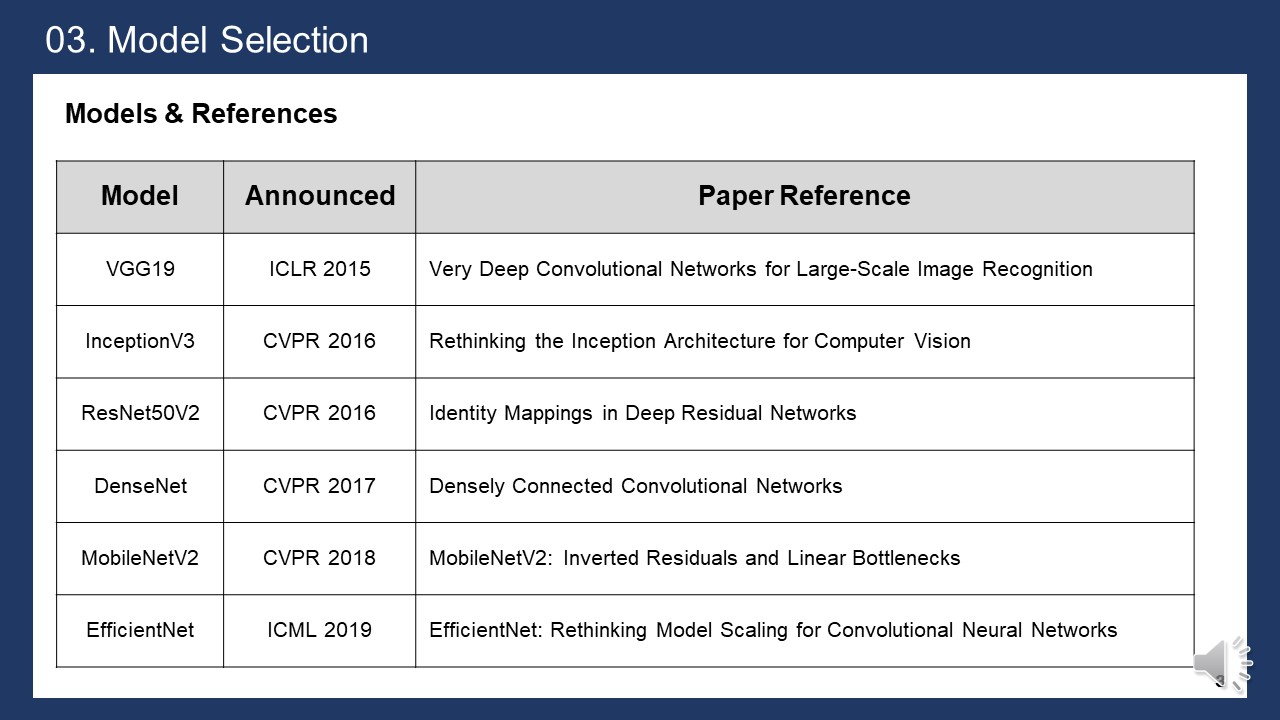 03. Model Selection
Models & References
Model Announced Paper Reference
VGG19 ICLR 2015 Very Deep Convolutional Networks for Large-Scale Image Recognition
InceptionV3 CVPR 2016 Rethinking the Inception Architecture for Computer Vision
ResNet50V2 CVPR 2016 Identity Mappings in Deep Residual Networks
DenseNet CVPR 2017 Densely Connected Convolutional Networks
MobileNetV2 CVPR 2018 MobileNetV2: Inverted Residuals and Linear Bottlenecks
EfficientNet ICML 2019 EfficientNet: Rethinking Model Scaling for Convolutional Neural Networks